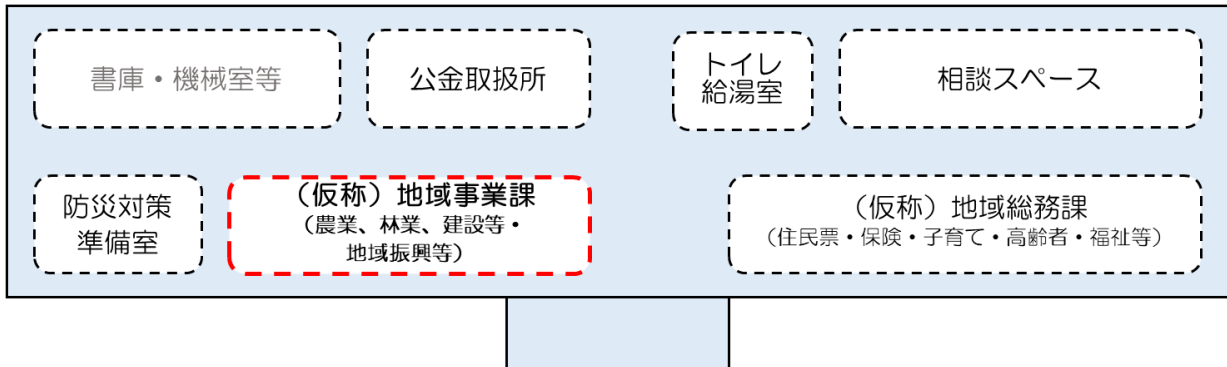 書庫・機械室等
公金取扱所
トイレ
給湯室
相談スペース
防災対策
準備室
（仮称）地域事業課
（農業、林業、建設等・
地域振興等）
（仮称）地域総務課
（住民票・保険・子育て・高齢者・福祉等）